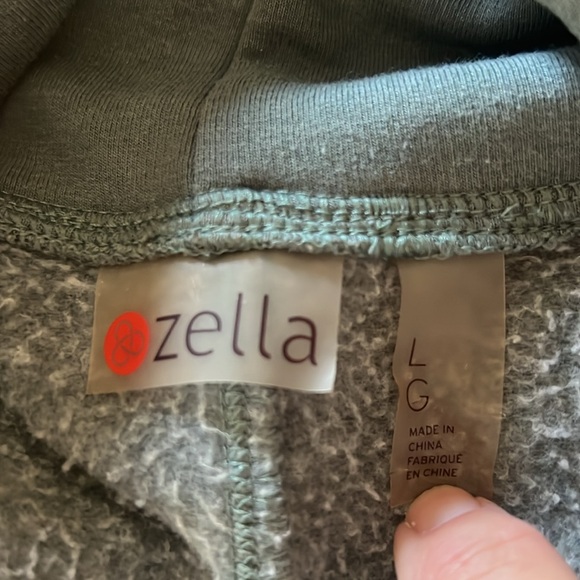 zella
L
G
MADE IN
CHINA
FABRIQUÉ
EN CHINE